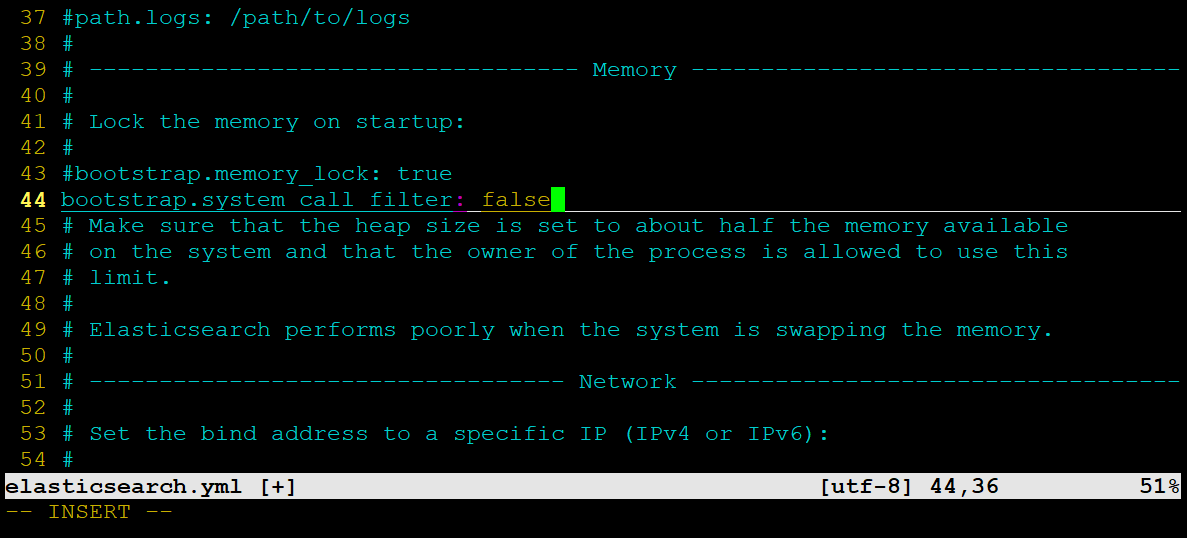 37 #path.logs: /path/to/logs
38 #
39 # ----------------------------------- Memory -----------------------------------
40 #
41 # Lock the memory on startup:
42 #
43 #bootstrap.memory_lock: true
44 bootstrap.system_call_filter: false
45 # Make sure that the heap size is set to about half the memory available
46 # on the system and that the owner of the process is allowed to use this
47 # limit.
48 #
49 # Elasticsearch performs poorly when the system is swapping the memory.
50 #
51 # ---------------------------------- Network -----------------------------------
52 #
53 # Set the bind address to a specific IP (IPv4 or IPv6):
54 #
elasticsearch.yml [+] [utf-8] 44,36 51%
-- INSERT --